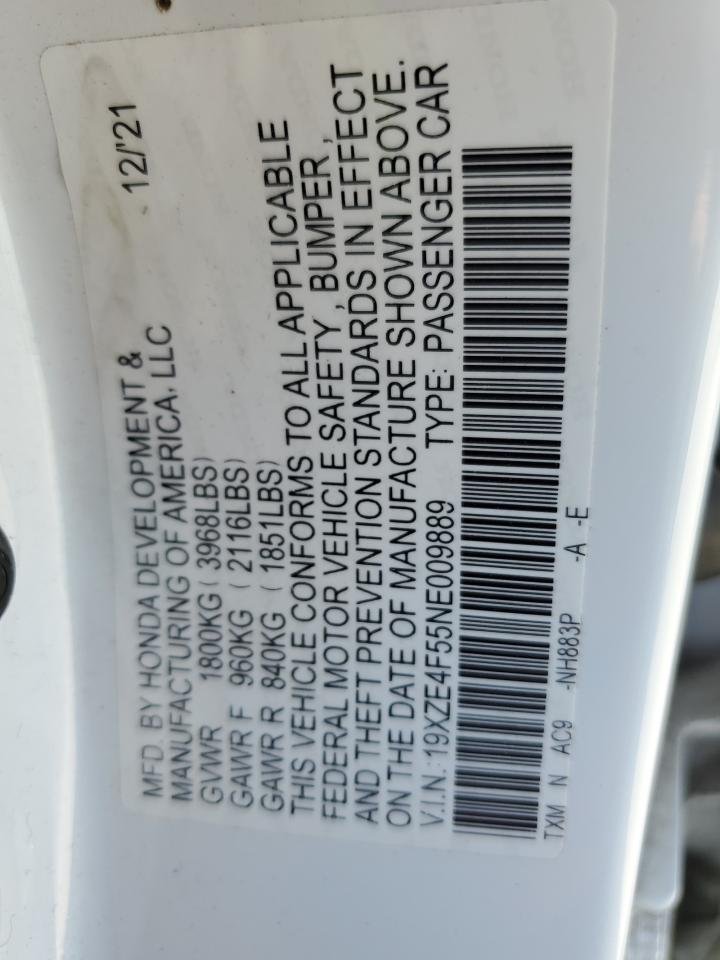 MFD. BY HONDA DEVELOPMENT &
MANUFACTURING OF AMERICA, LLC 12/'21
GVWR 1800KG ( 3968LBS)
GAWR F 960KG ( 2116LBS)
GAWR R 840KG ( 1851LBS)
THIS VEHICLE CONFORMS TO ALL APPLICABLE
FEDERAL MOTOR VEHICLE SAFETY , BUMPER ,
AND THEFT PREVENTION STANDARDS IN EFFECT
ON THE DATE OF MANUFACTURE SHOWN ABOVE.
V.I.N.: 19XZE4F55NE009889 TYPE: PASSENGER CAR
TXM N AC9 -NH883P -A -E